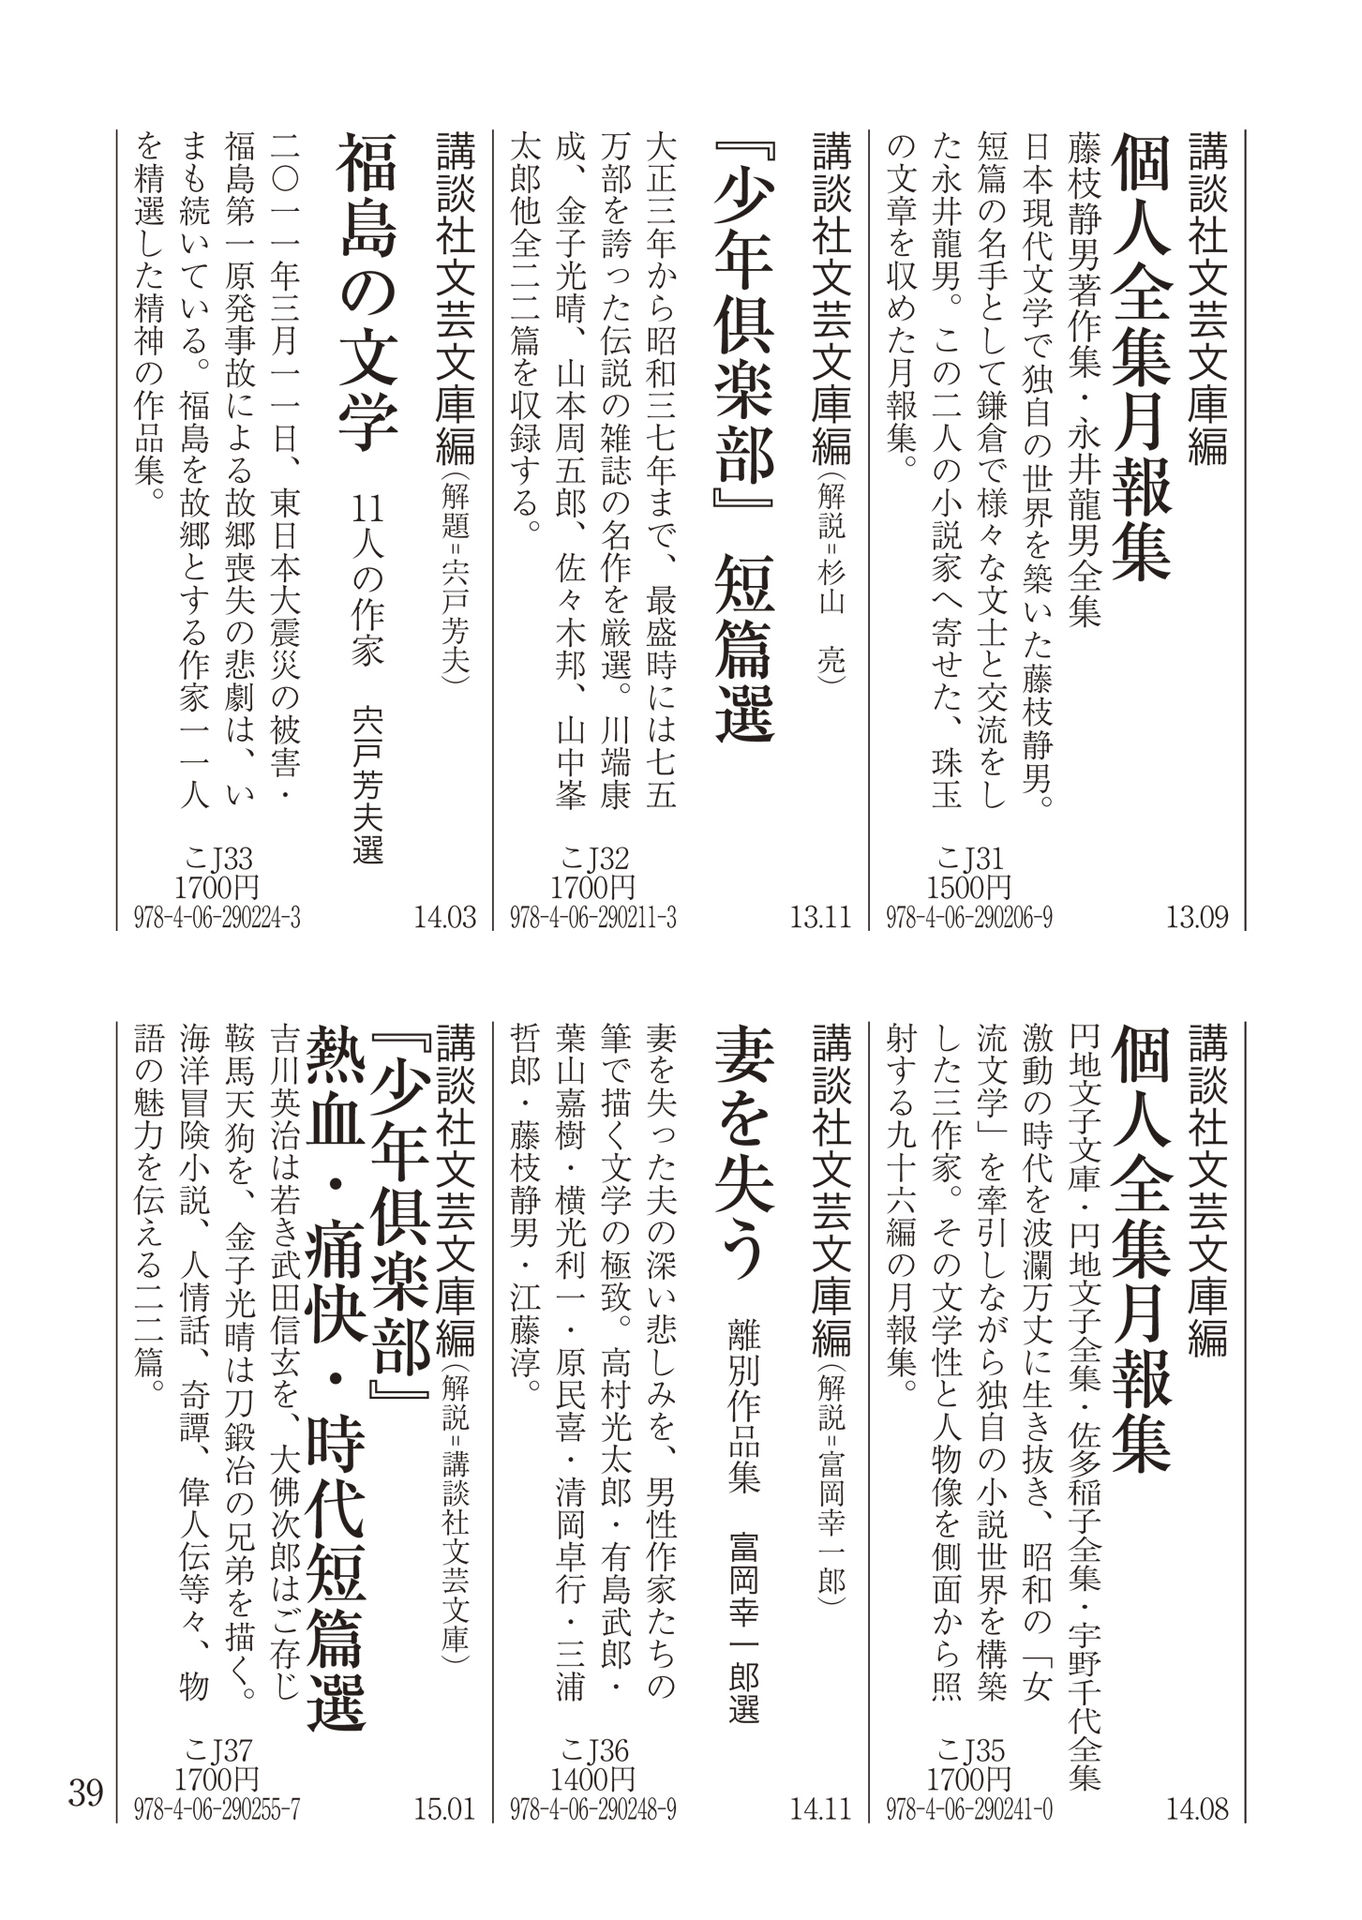 講談社文芸文庫編
個人全集月報集
藤枝静男著作集・永井龍男全集
日本現代文学で独自の世界を築いた藤枝静男。
短篇の名手として鎌倉で様々な文士と交流をし
た永井龍男。この二人の小説家へ寄せた、珠玉
の文章を収めた月報集。
こJ31
1500円
978-4-06-290206-9
13.09
講談社文芸文庫編（解説＝杉山　亮）
『少年倶楽部』短篇選
大正三年から昭和三七年まで、最盛時には七五
万部を誇った伝説の雑誌の名作を厳選。川端康
成、金子光晴、山本周五郎、佐々木邦、山中峯
太郎他全二二篇を収録する。
こJ32
1700円
978-4-06-290211-3
13.11
講談社文芸文庫編（解題＝宍戸芳夫）
福島の文学　11人の作家　宍戸芳夫選
二〇一一年三月一一日、東日本大震災の被害・
福島第一原発事故による故郷喪失の悲劇は、い
まも続いている。福島を故郷とする作家一一人
を精選した精神の作品集。
こJ33
1700円
978-4-06-290224-3
14.03
講談社文芸文庫編
個人全集月報集
円地文子文庫・円地文子全集・佐多稲子全集・宇野千代全集
激動の時代を波瀾万丈に生き抜き、昭和の「女
流文学」を牽引しながら独自の小説世界を構築
した三作家。その文学性と人物像を側面から照
射する九十六編の月報集。
こJ35
1700円
978-4-06-290241-0
14.08
講談社文芸文庫編（解説＝富岡幸一郎）
妻を失う　離別作品集　富岡幸一郎選
妻を失った夫の深い悲しみを、男性作家たちの
筆で描く文学の極致。高村光太郎・有島武郎・
葉山嘉樹・横光利一・原民喜・清岡卓行・三浦
哲郎・藤枝静男・江藤淳。
こJ36
1400円
978-4-06-290248-9
14.11
講談社文芸文庫編（解説＝講談社文芸文庫）
『少年倶楽部』
熱血・痛快・時代短篇選
吉川英治は若き武田信玄を、大佛次郎はご存じ
鞍馬天狗を、金子光晴は刀鍛冶の兄弟を描く。
海洋冒険小説、人情話、奇譚、偉人伝等々、物
語の魅力を伝える二二篇。
こJ37
1700円
978-4-06-290255-7
15.01
39